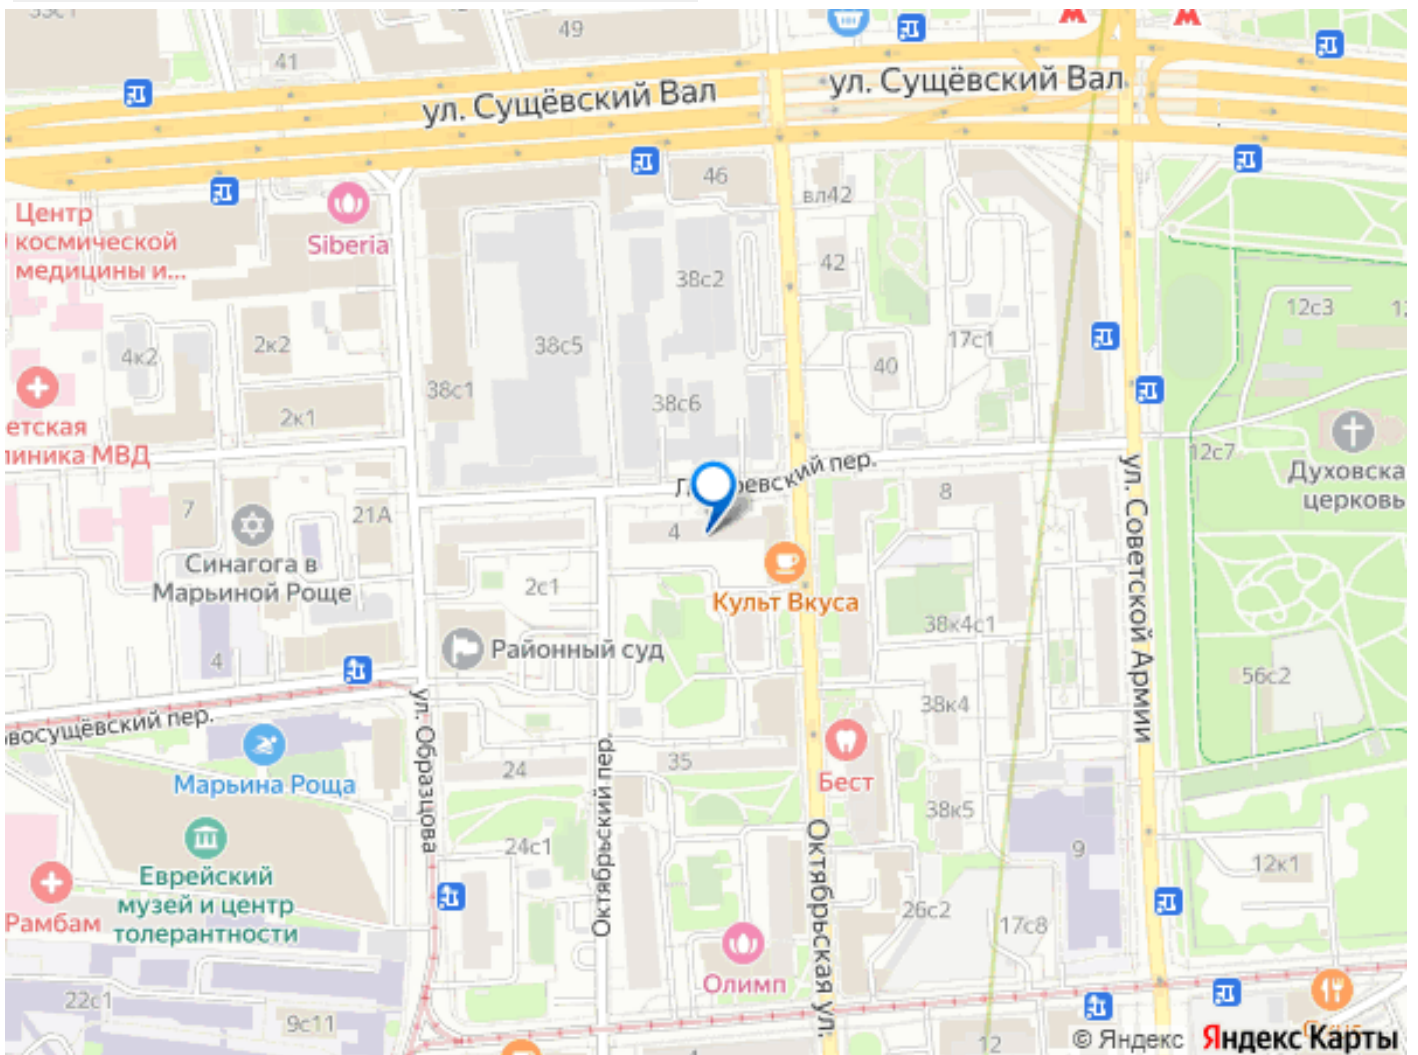 33с1
49
41
ул. Сущёвский Вал
ул. Сущёвский Вал
46
вл42
Центр
космической
медицины и...
Siberia
38с2
42
12с3
4к2
2к2
38с5
17с1
40
38с1
38с6
2к1
етская
линика МВД
12с7
Духовска
церковь
8
7
21А
4
Синагога в
Марьиной Роще
2с1
Культ Вкуса
38к4с1
ул. Советской Армии
Районный суд
4
56с2
38к4
восущёвский пер.
ул. Образцова
Марьина Роща
24
35
Бест
Октябрьский пер.
38к5
Октябрьская ул.
24с1
9
12к1
Еврейский
музей и центр
толерантности
Рамбам
26с2
17с8
Олимп
22с1
9с11
12
4
© Яндекс Яндекс Карты